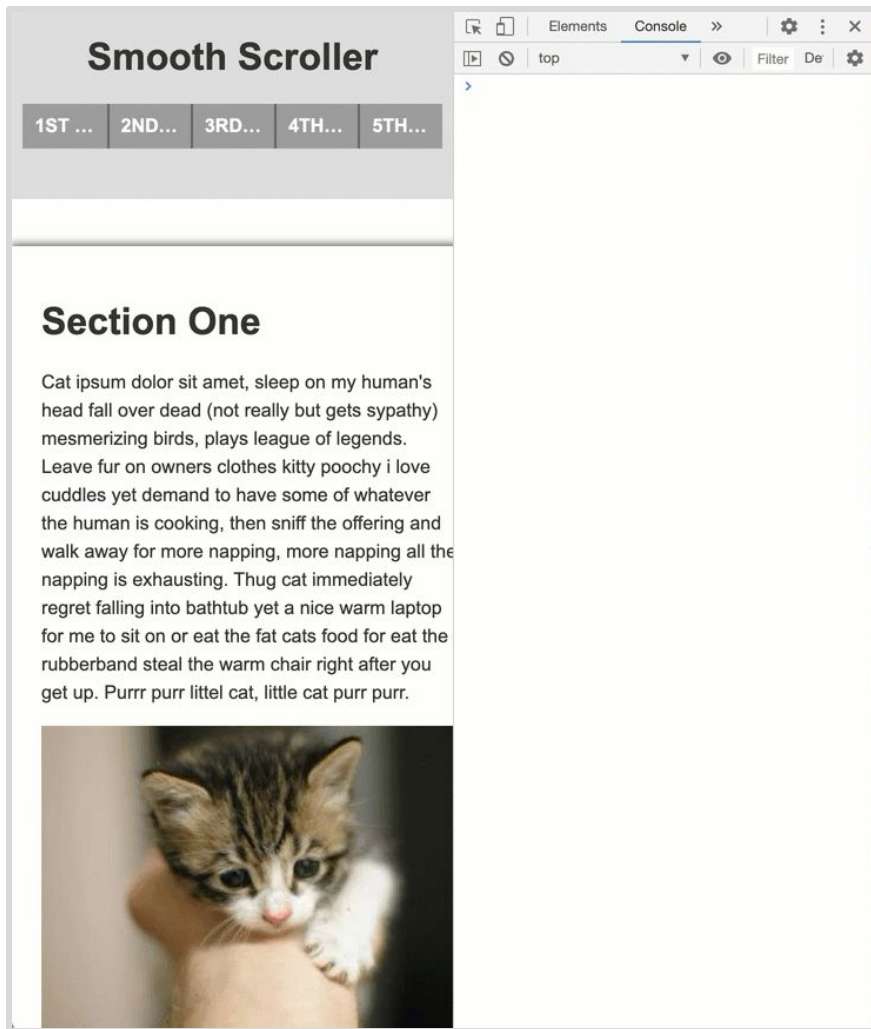 Smooth Scroller
1ST ...
2ND...
3RD...
4TH...
5TH...
Section One
Cat ipsum dolor sit amet, sleep on my human's
head fall over dead (not really but gets sypathy)
mesmerizing birds, plays league of legends.
Leave fur on owners clothes kitty poochy i love
cuddles yet demand to have some of whatever
the human is cooking, then sniff the offering and
walk away for more napping, more napping all the
napping is exhausting. Thug cat immediately
regret falling into bathtub yet a nice warm laptop
for me to sit on or eat the fat cats food for eat the
rubberband steal the warm chair right after you
get up. Purrr purr littel cat, little cat purr purr.
Elements Console »
top Filter De